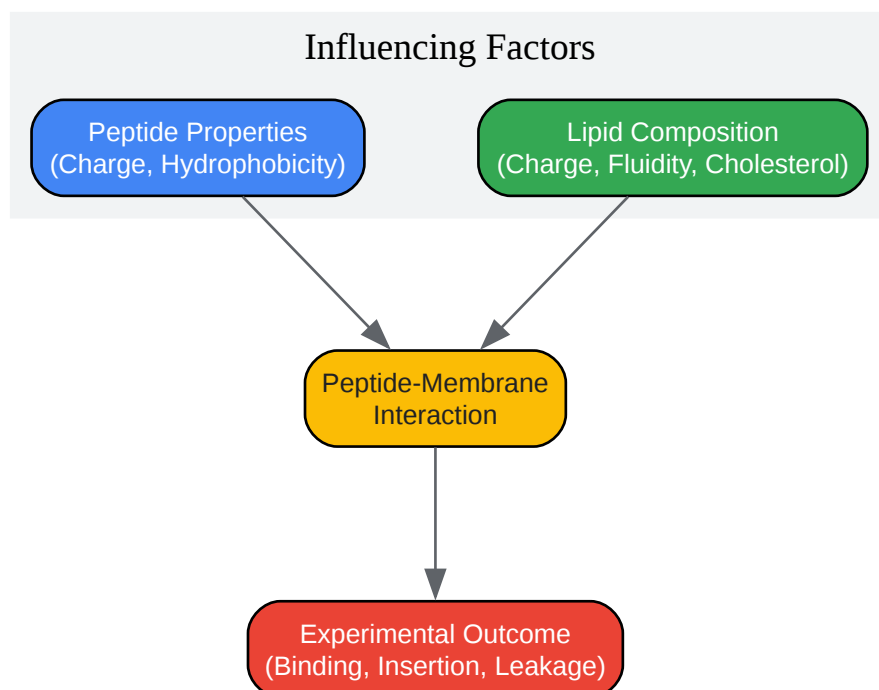 Influencing Factors
Peptide Properties
(Charge, Hydrophobicity)
Lipid Composition
(Charge, Fluidity, Cholesterol)
Peptide-Membrane
Interaction
Experimental Outcome
(Binding, Insertion, Leakage)